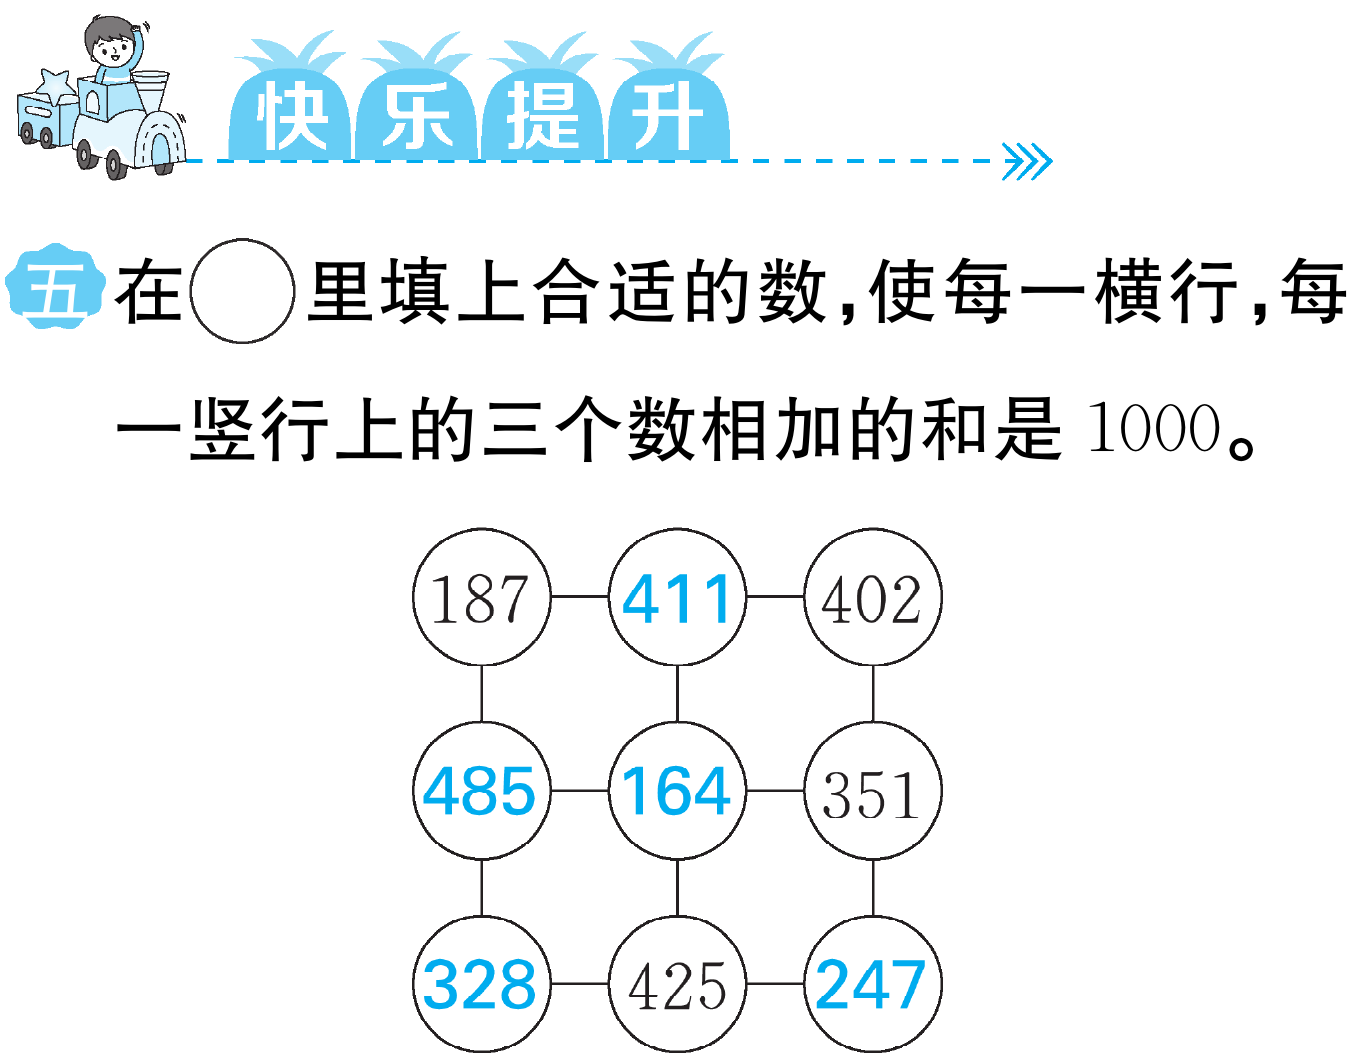 快乐提升
五 在○里填上合适的数,使每一横行,每
一竖行上的三个数相加的和是1000。
187 411 402
485 164 351
328 425 247